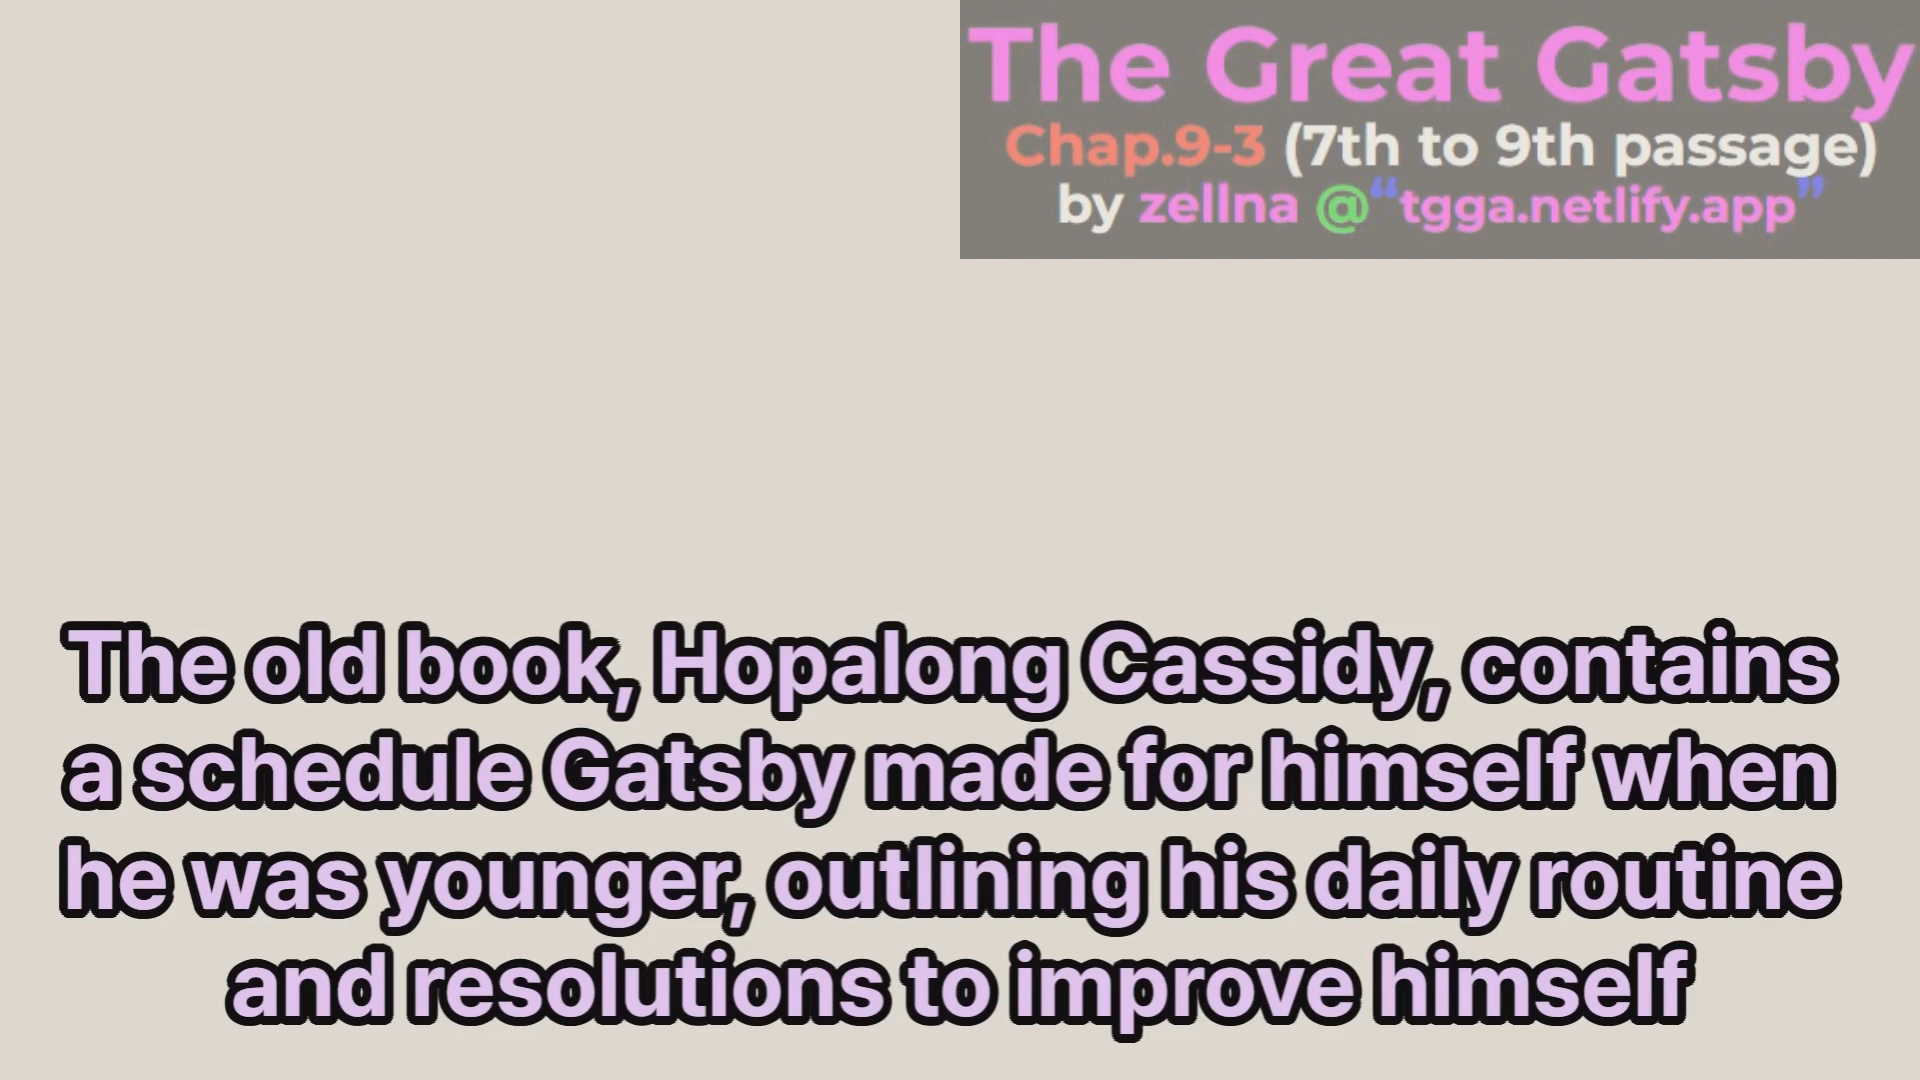 The Great Gatsby
Chap.9-3 (7th to 9th passage)
by zellna @“tgga.netlify.app”
The old book, Hopalong Cassidy, contains
a schedule Gatsby made for himself when
he was younger, outlining his daily routine
and resolutions to improve himself